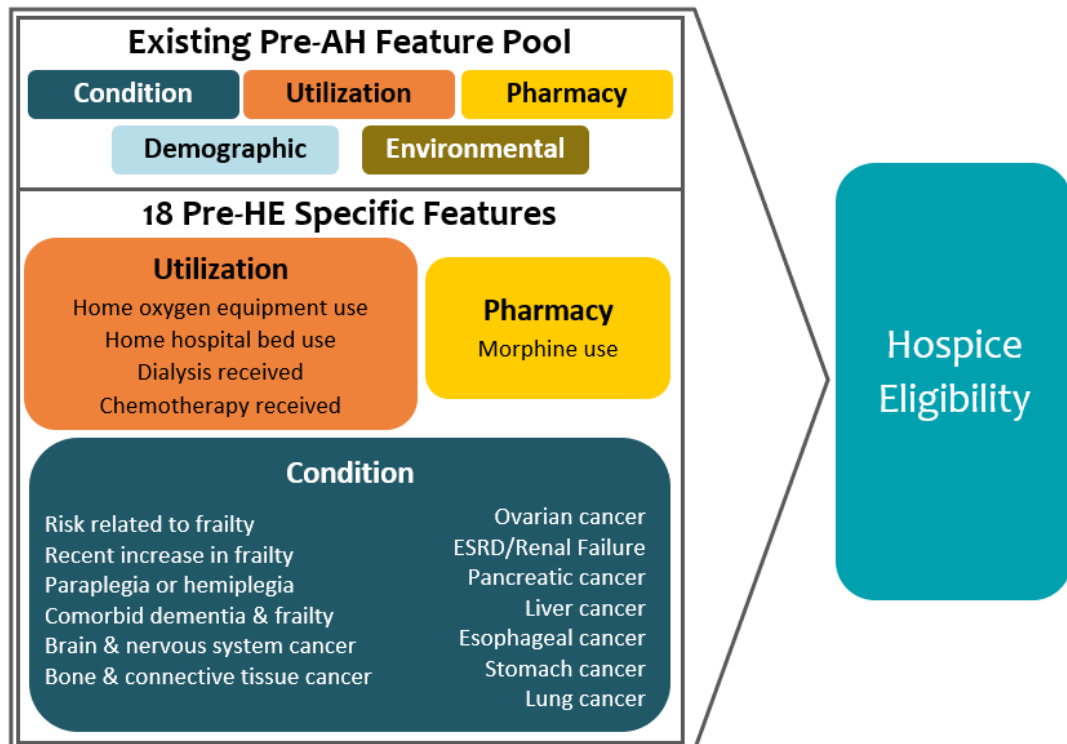 Existing Pre-AH Feature Pool
Condition
Utilization
Pharmacy
Demographic
Environmental
18 Pre-HE Specific Features
Utilization
Home oxygen equipment use
Home hospital bed use
Dialysis received
Chemotherapy received
Pharmacy
Morphine use
Condition
Risk related to frailty
Recent increase in frailty
Paraplegia or hemiplegia
Comorbid dementia & frailty
Brain & nervous system cancer
Bone & connective tissue cancer
Ovarian cancer
ESRD/Renal Failure
Pancreatic cancer
Liver cancer
Esophageal cancer
Stomach cancer
Lung cancer
Hospice
Eligibility